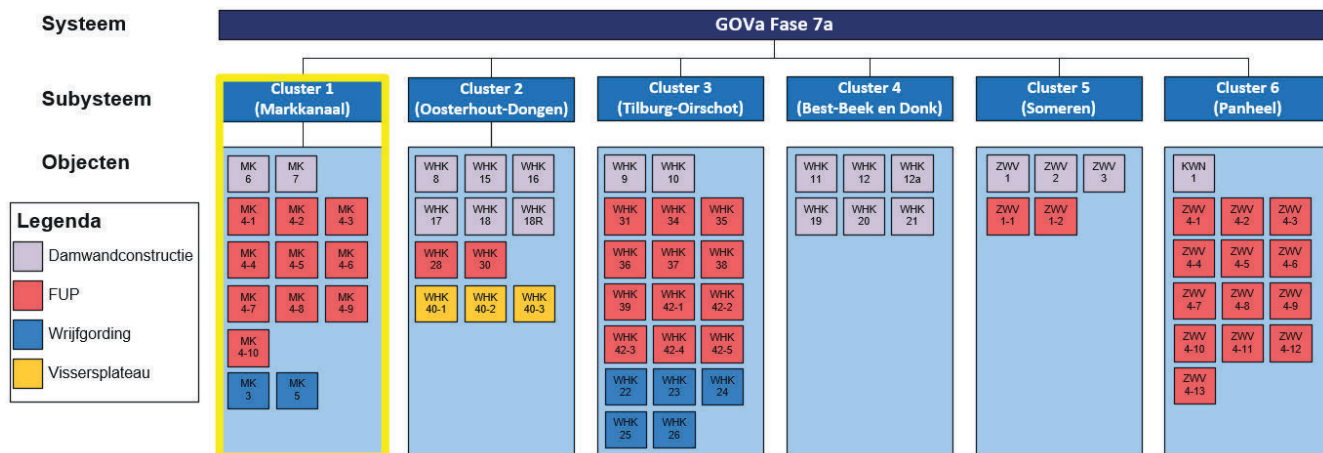 Systeem
GOVa Fase 7a
Subysteem
Cluster 1
(Markkanaal)
Cluster 2
(Oosterhout-Dongen)
Cluster 3
(Tilburg-Oirschot)
Cluster 4
(Best-Beek en Donk)
Cluster 5
(Someren)
Cluster 6
(Panheel)
Objecten
Legenda
Damwandconstructie
FUP
Wrijfgording
Vissersplateau
MK
6
MK
7
MK
4-1
MK
4-2
MK
4-3
MK
4-4
MK
4-5
MK
4-6
MK
4-7
MK
4-8
MK
4-9
MK
4-10
MK
3
MK
5
WHK
8
WHK
15
WHK
16
WHK
17
WHK
18
WHK
18R
WHK
28
WHK
30
WHK
40-1
WHK
40-2
WHK
40-3
WHK
9
WHK
10
WHK
31
WHK
34
WHK
35
WHK
36
WHK
37
WHK
38
WHK
39
WHK
42-1
WHK
42-2
WHK
42-3
WHK
42-4
WHK
42-5
WHK
22
WHK
23
WHK
24
WHK
25
WHK
26
WHK
11
WHK
12
WHK
12a
WHK
19
WHK
20
WHK
21
ZWV
1
ZWV
2
ZWV
3
ZWV
1-1
ZWV
1-2
KWN
1
ZWV
4-1
ZWV
4-2
ZWV
4-3
ZWV
4-4
ZWV
4-5
ZWV
4-6
ZWV
4-7
ZWV
4-8
ZWV
4-9
ZWV
4-10
ZWV
4-11
ZWV
4-12
ZWV
4-13